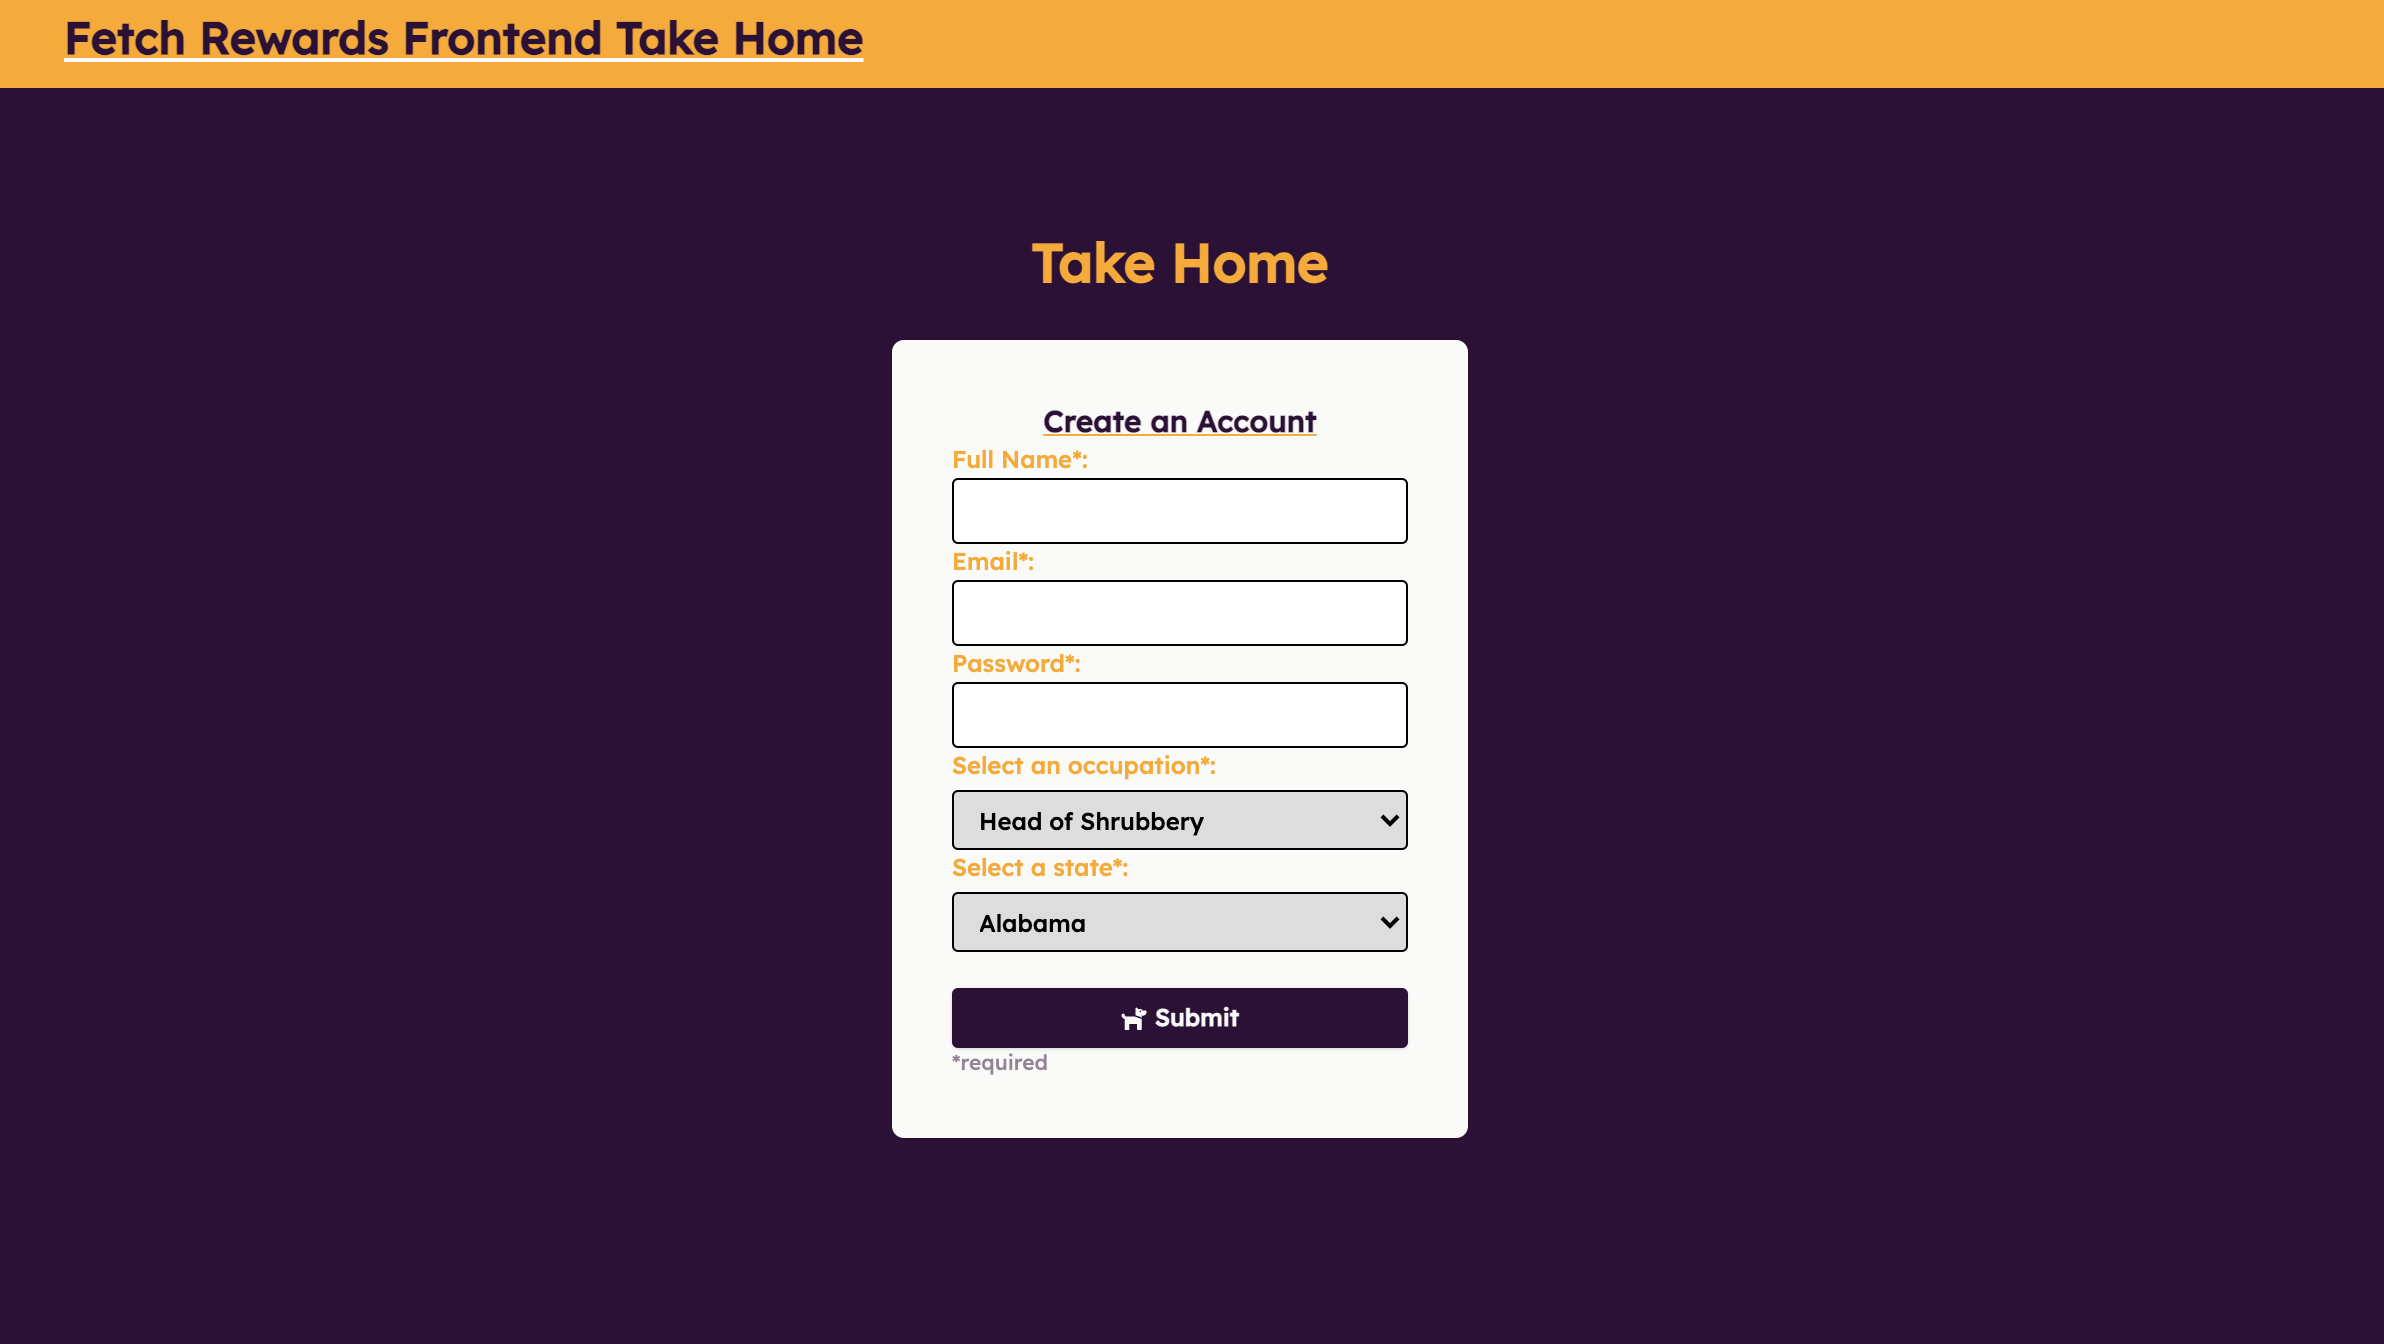 Fetch Rewards Frontend Take Home
Take Home
Create an Account
Full Name*:
Email*:
Password*:
Select an occupation*:
Head of Shrubbery
Select a state*:
Alabama
Submit
*required